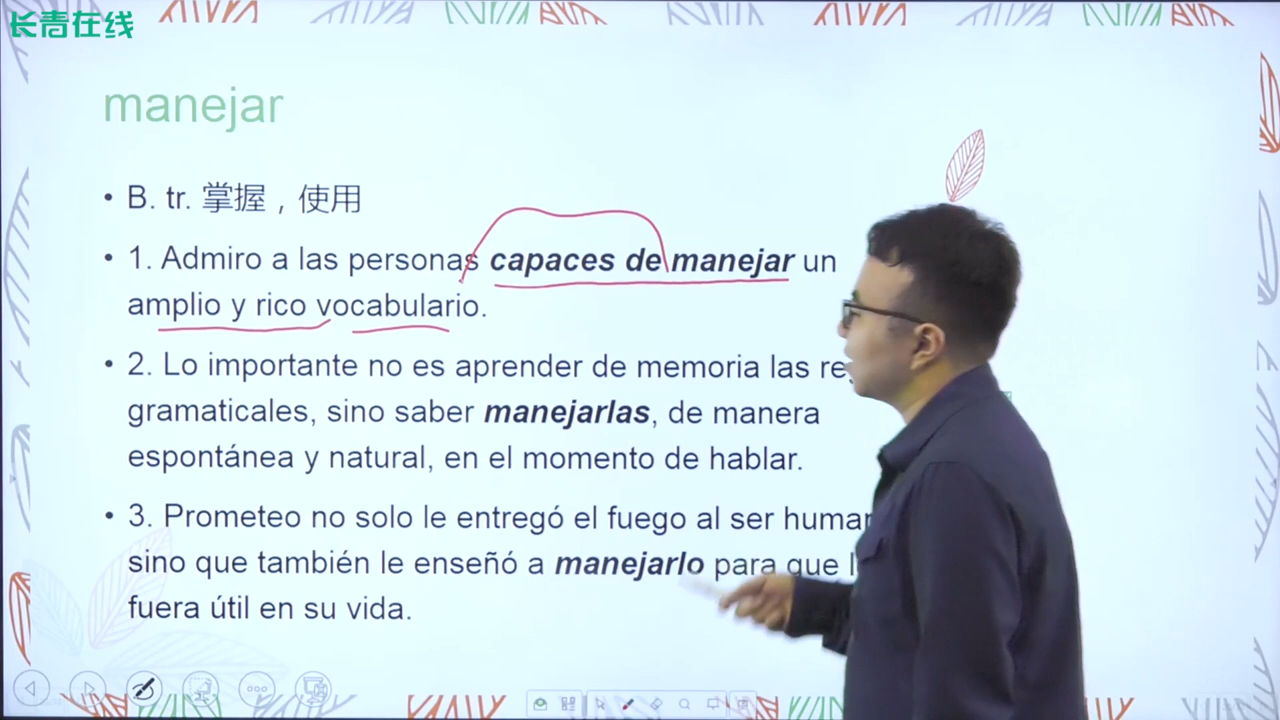 长青在线
manejar
• B. tr. 掌握，使用
• 1. Admiro a las personas capaces de manejar un
amplio y rico vocabulario.
• 2. Lo importante no es aprender de memoria las
gramaticales, sino saber manejarlas, de manera
espontánea y natural, en el momento de hablar.
• 3. Prometeo no solo le entregó el fuego al ser
sino que también le enseñó a manejarlo para que
fuera útil en su vida.